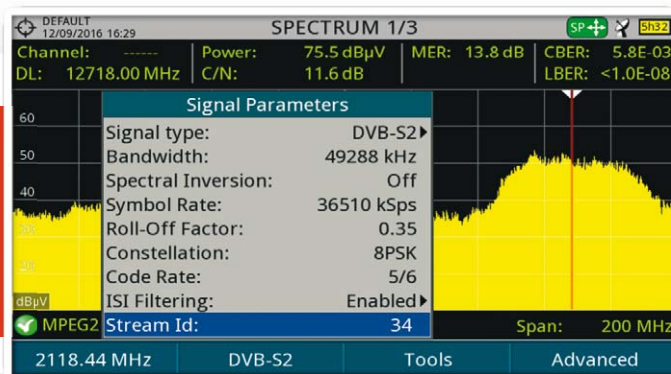 DEFAULT
12/09/2016 16:29 SPECTRUM 1/3 SP 5h32
Channel: ------ Power: 75.5 dBµV MER: 13.8 dB CBER: 5.8E-03
DL: 12718.00 MHz C/N: 11.6 dB LBER: <1.0E-08
Signal Parameters
60
Signal type: DVB-S2
50
Bandwidth: 49288 kHz
Spectral Inversion: Off
40
Symbol Rate: 36510 kSps
30
Roll-Off Factor: 0.35
Constellation: 8PSK
20
Code Rate: 5/6
dBµV
ISI Filtering: Enabled
MPEG2 Stream Id: 34 Span: 200 MHz
2118.44 MHz DVB-S2 Tools Advanced